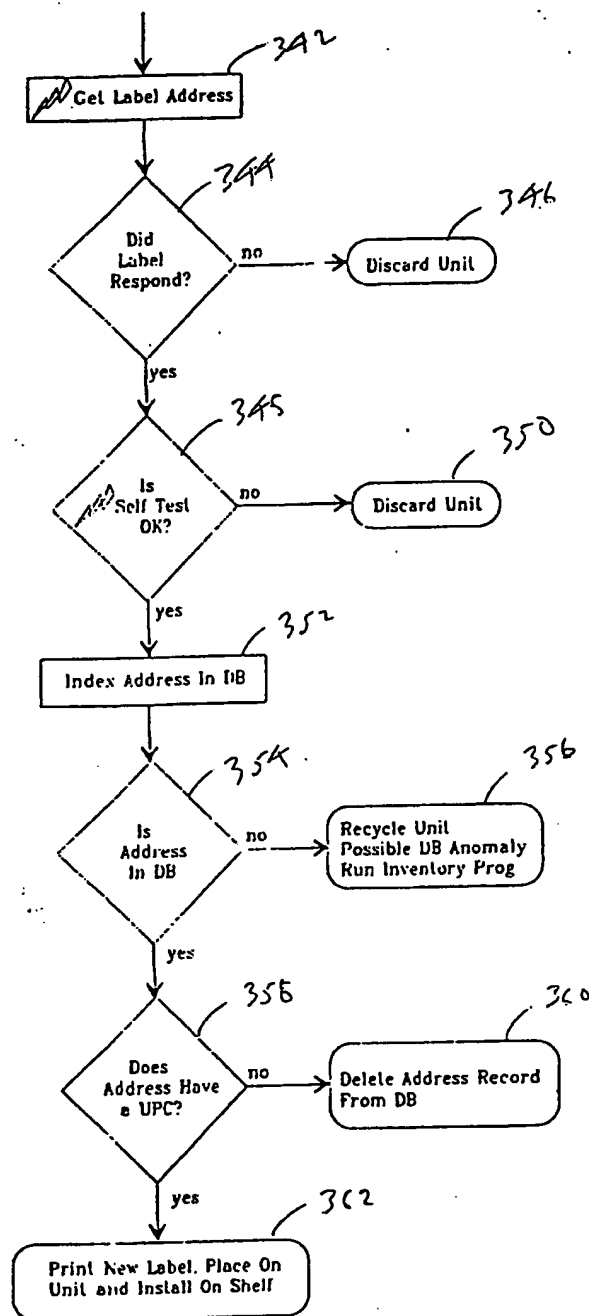 342
Get Label Address
344
Did
Label
Respond?
no
346
Discard Unit
yes
345
Is
Self Test
OK?
no
350
Discard Unit
yes
352
Index Address In DB
354
Is
Address
In DB
no
356
Recycle Unit
Possible DB Anomaly
Run Inventory Prog
yes
358
Does
Address Have
a UPC?
no
360
Delete Address Record
From DB
yes
362
Print New Label, Place On
Unit and Install On Shelf